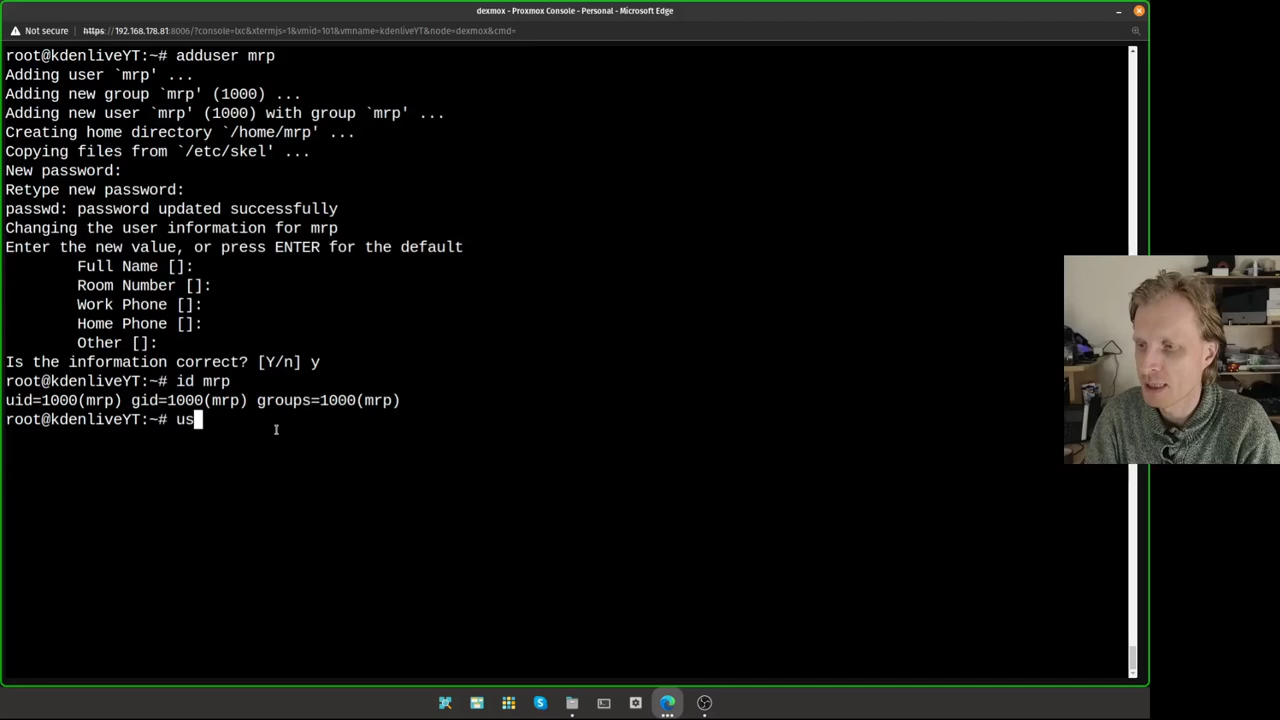 dexmox - Proxmox Console - Personal - Microsoft Edge
Not secure https://192.168.178.81:8006/?console=lxc&xtermjs=1&vmid=101&vmname=kdenliveYT&node=dexmox&cmd=
root@kdenliveYT:~# adduser mrp
Adding user `mrp' ...
Adding new group `mrp' (1000) ...
Adding new user `mrp' (1000) with group `mrp' ...
Creating home directory `/home/mrp' ...
Copying files from `/etc/skel' ...
New password:
Retype new password:
passwd: password updated successfully
Changing the user information for mrp
Enter the new value, or press ENTER for the default
Full Name []:
Room Number []:
Work Phone []:
Home Phone []:
Other []:
Is the information correct? [Y/n] y
root@kdenliveYT:~# id mrp
uid=1000(mrp) gid=1000(mrp) groups=1000(mrp)
root@kdenliveYT:~# us